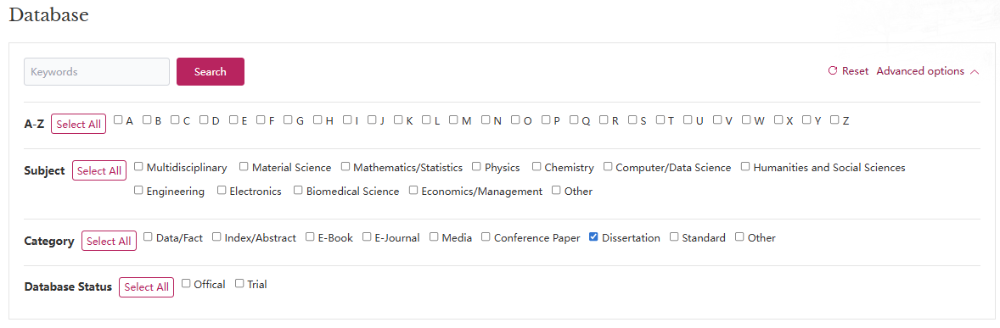 Database
Keywords Search Reset Advanced options
A-Z Select All A B C D E F G H I J K L M N O P Q R S T U V W X Y Z
Subject Select All Multidisciplinary Material Science Mathematics/Statistics Physics Chemistry Computer/Data Science Humanities and Social Sciences
Engineering Electronics Biomedical Science Economics/Management Other
Category Select All Data/Fact Index/Abstract E-Book E-Journal Media Conference Paper Dissertation Standard Other
Database Status Select All Offical Trial